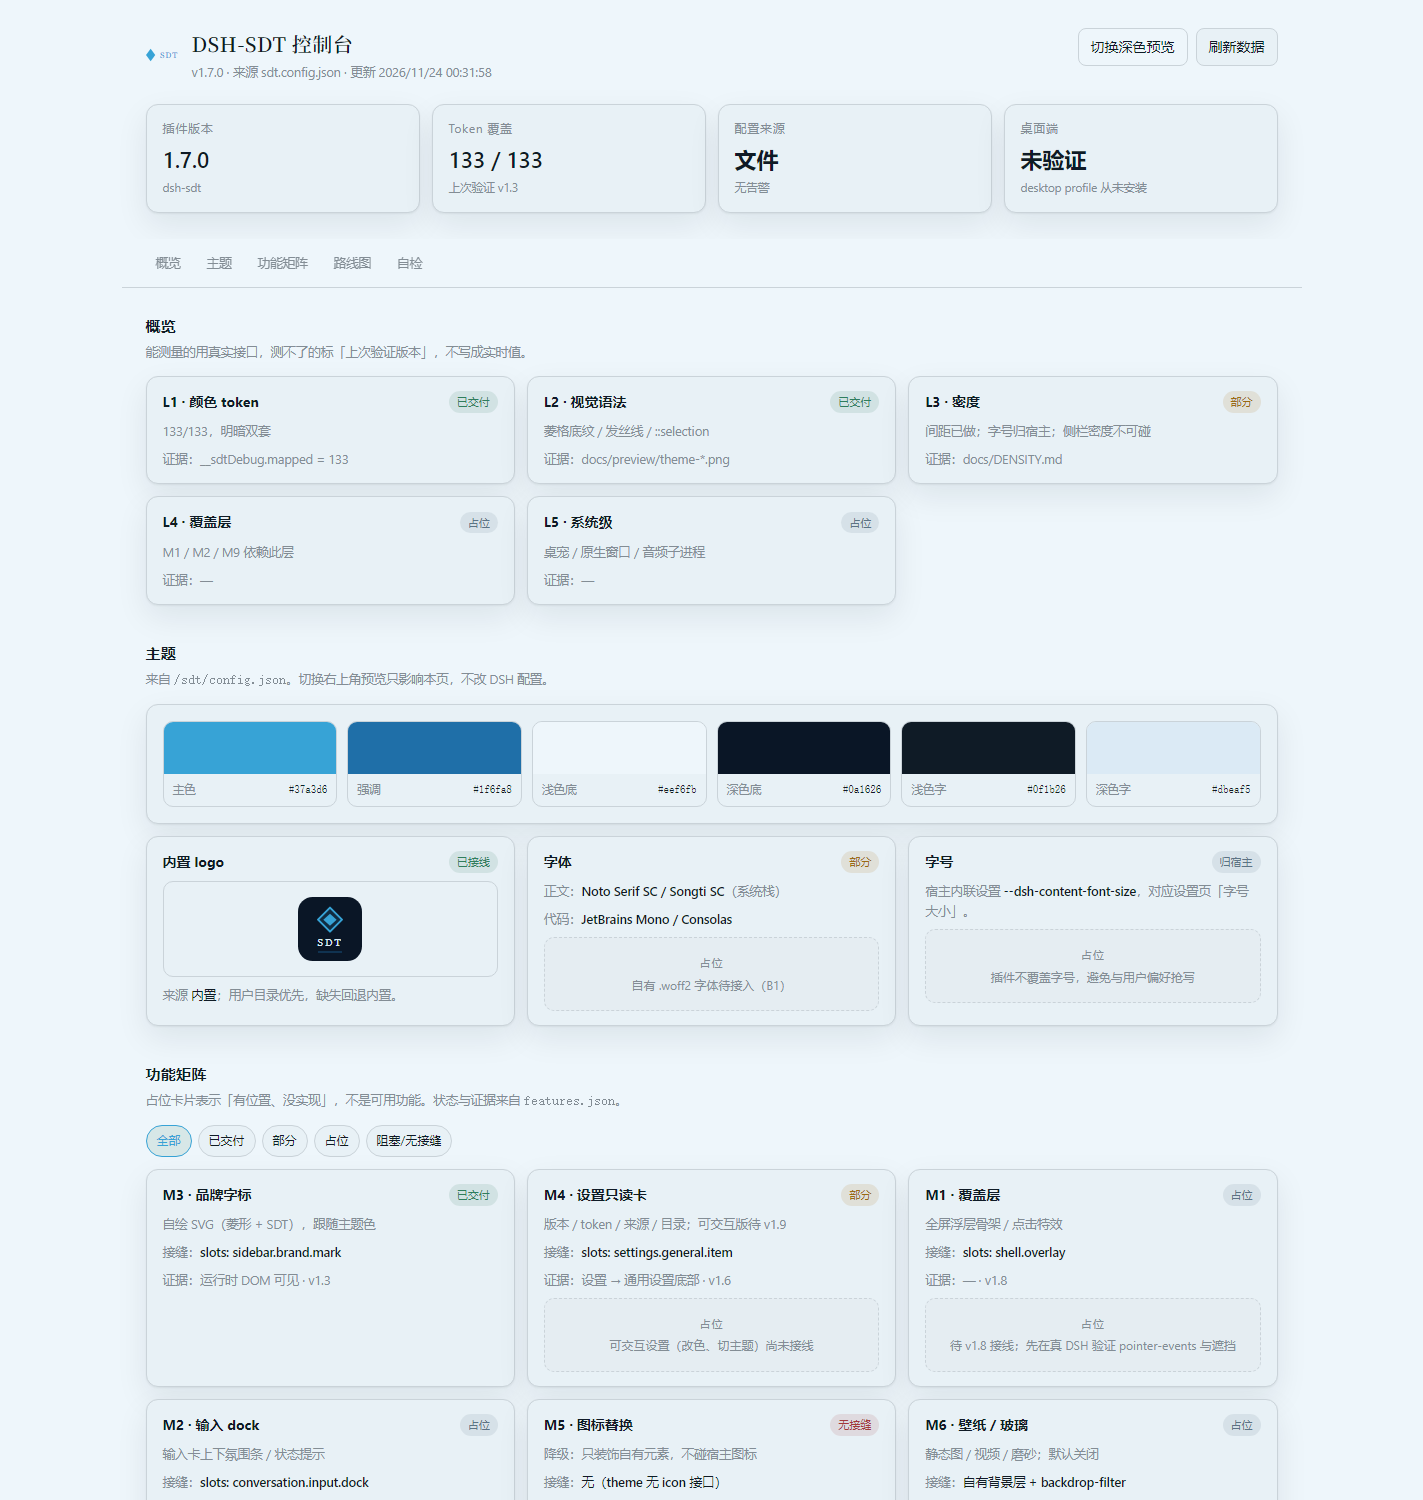 SDT
DSH-SDT 控制台
v1.7.0 · 来源 sdt.config.json · 更新 2026/11/24 00:31:58
切换深色预览
刷新数据
插件版本
1.7.0
dsh-sdt
Token 覆盖
133 / 133
上次验证 v1.3
配置来源
文件
无告警
桌面端
未验证
desktop profile 从未安装
概览 主题 功能矩阵 路线图 自检
概览
能测量的用真实接口，测不了的标「上次验证版本」，不写成实时值。
L1 · 颜色 token
已交付
133/133，明暗双套
证据：__sdtDebug.mapped = 133
L2 · 视觉语法
已交付
菱格底纹 / 发丝线 / ::selection
证据：docs/preview/theme-*.png
L3 · 密度
部分
间距已做；字号归宿主；侧栏密度不可碰
证据：docs/DENSITY.md
L4 · 覆盖层
占位
M1 / M2 / M9 依赖此层
证据：—
L5 · 系统级
占位
桌宠 / 原生窗口 / 音频子进程
证据：—
主题
来自 /sdt/config.json。切换右上角预览只影响本页，不改 DSH 配置。
主色 #37a3d6
强调 #1f6fa8
浅色底 #eef6fb
深色底 #0a1626
浅色字 #0f1b26
深色字 #dbeaf5
内置 logo
已接线
SDT
来源 内置；用户目录优先，缺失回退内置。
字体
部分
正文：Noto Serif SC / Songti SC（系统栈）
代码：JetBrains Mono / Consolas
占位
自有 .woff2 字体待接入（B1）
字号
归宿主
宿主内联设置 --dsh-content-font-size，对应设置页「字号
大小」。
占位
插件不覆盖字号，避免与用户偏好抢写
功能矩阵
占位卡片表示「有位置、没实现」，不是可用功能。状态与证据来自 features.json。
全部 已交付 部分 占位 阻塞/无接缝
M3 · 品牌字标
已交付
自绘 SVG（菱形 + SDT），跟随主题色
接缝：slots: sidebar.brand.mark
证据：运行时 DOM 可见 · v1.3
M4 · 设置只读卡
部分
版本 / token / 来源 / 目录；可交互版待 v1.9
接缝：slots: settings.general.item
证据：设置 → 通用设置底部 · v1.6
占位
可交互设置（改色、切主题）尚未接线
M1 · 覆盖层
占位
全屏浮层骨架 / 点击特效
接缝：slots: shell.overlay
证据：— · v1.8
占位
待 v1.8 接线；先在真 DSH 验证 pointer-events 与遮挡
M2 · 输入 dock
占位
输入卡上下氛围条 / 状态提示
接缝：slots: conversation.input.dock
M5 · 图标替换
无接缝
降级：只装饰自有元素，不碰宿主图标
接缝：无（theme 无 icon 接口）
M6 · 壁纸 / 玻璃
占位
静态图 / 视频 / 磨砂；默认关闭
接缝：自有背景层 + backdrop-filter